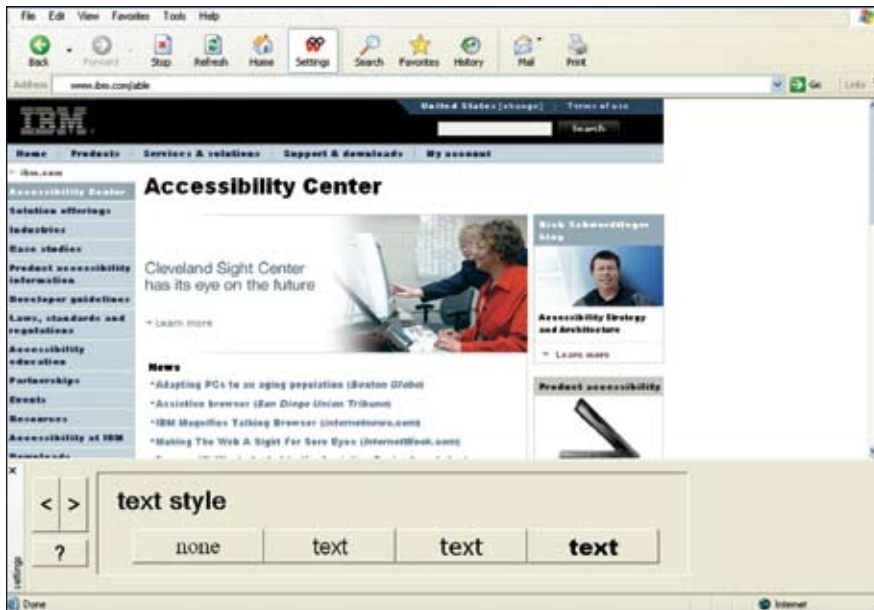 File Edit View Favorites Tools Help
Back Forward Stop Refresh Home Settings Search Favorites History Mail Print
Address www.ibm.com/able Go Links
United States [change] Terms of use
IBM
Search
Home Products Services & solutions Support & downloads My account
ibm.com
Accessibility Center
Solution offerings
Industries
Case studies
Product accessibility
information
Developer guidelines
Laws, standards and
regulations
Accessibility
education
Partnerships
Events
Resources
Accessibility at IBM
Downloads
Accessibility Center
Cleveland Sight Center
has its eye on the future
Learn more
News
Adapting PCs to an aging population (Boston Globe)
Assistive browser (San Diego Union Tribune)
IBM Magnifies Talking Browser (internetnews.com)
Making The Web A Sight For Sore Eyes (InternetWeek.com)
blog
Accessibility Strategy
and Architecture
Learn more
Product accessibility
< >
?
settings
text style
none text text text
Done Internet